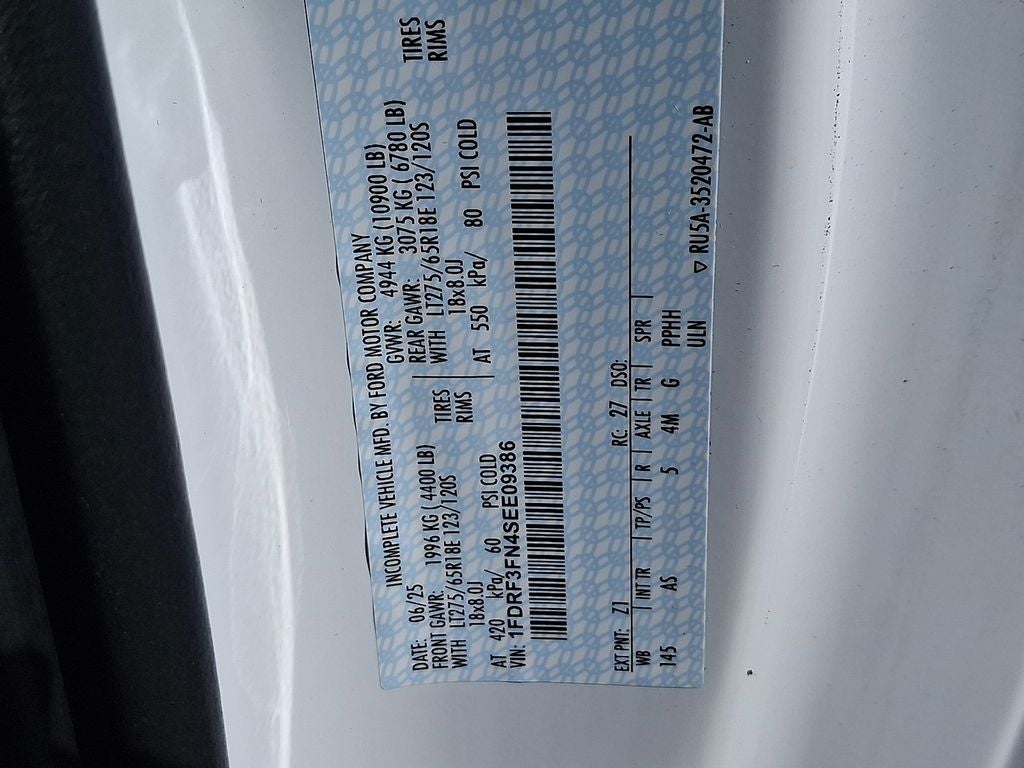 INCOMPLETE VEHICLE MFD. BY FORD MOTOR COMPANY
DATE: 06/25 GVWR: 4944 KG (10900 LB)
FRONT GAWR: 1996 KG ( 4400 LB) REAR GAWR: 3075 KG ( 6780 LB)
WITH LT275/65R18E 123/120S TIRES WITH LT275/65R18E 123/120S TIRES
18x8.0J RIMS 18x8.0J RIMS
AT 420 kPa/ 60 PSI COLD AT 550 kPa/ 80 PSI COLD
VIN: 1FDRF3FN4SEE09386
EXT PNT: Z1 RC: 27 DSO:
WB | INT TR | TP/PS | R | AXLE | TR | SPR |
145 AS 5 4M G PPHH
ULN ▽ RU5A-3520472-AB